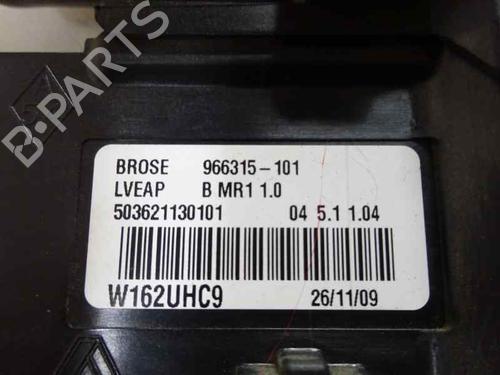 B-PARTS
BROSE 966315-101
LVEAP B MR1 1.0
503621130101 04 5.1 1.04
W162UHC9 26/11/09